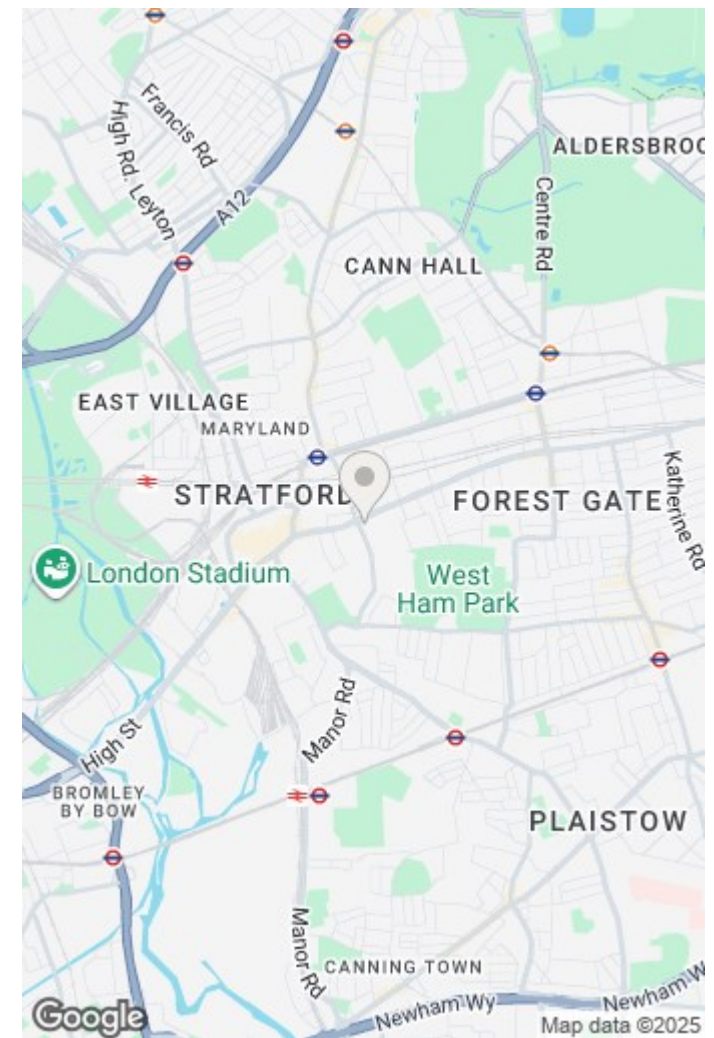 Francis Rd
High Rd. Leyton
A12
ALDERSBROO
Centre Rd
CANN HALL
EAST VILLAGE
MARYLAND
STRATFORD
FOREST GATE
Katherine Rd
London Stadium
West
Ham Park
Manor Rd
High St
BROMLEY
BY BOW
PLAISTOW
Manor Rd
CANNING TOWN
Newham Wy
Newham W
Google
Map data ©2025